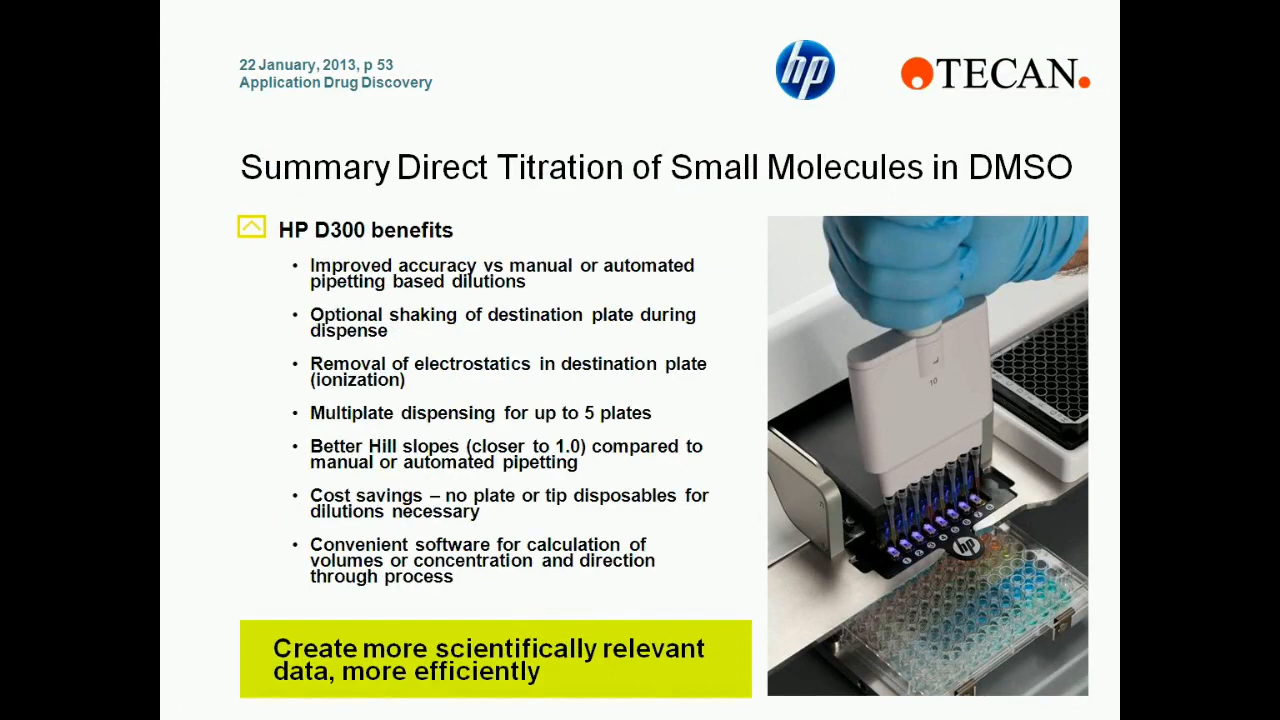 22 January, 2013, p 53
Application Drug Discovery
hp
TECAN.
Summary Direct Titration of Small Molecules in DMSO
HP D300 benefits
• Improved accuracy vs manual or automated
pipetting based dilutions
• Optional shaking of destination plate during
dispense
• Removal of electrostatics in destination plate
(ionization)
• Multiplate dispensing for up to 5 plates
• Better Hill slopes (closer to 1.0) compared to
manual or automated pipetting
• Cost savings – no plate or tip disposables for
dilutions necessary
• Convenient software for calculation of
volumes or concentration and direction
through process
Create more scientifically relevant
data, more efficiently
10
hp